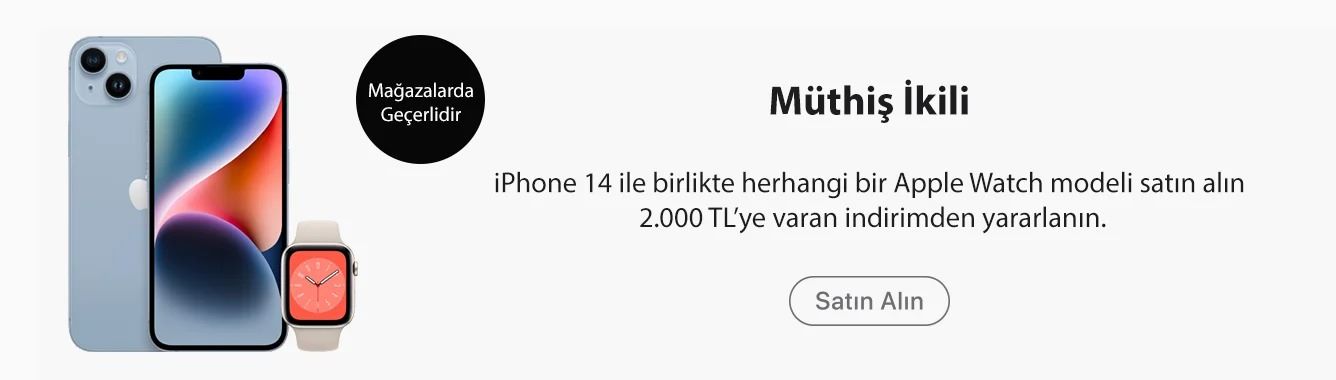 Mağazalarda
Geçerlidir
Müthiş İkili
iPhone 14 ile birlikte herhangi bir Apple Watch modeli satın alın
2.000 TL'ye varan indirimden yararlanın.
Satın Alın